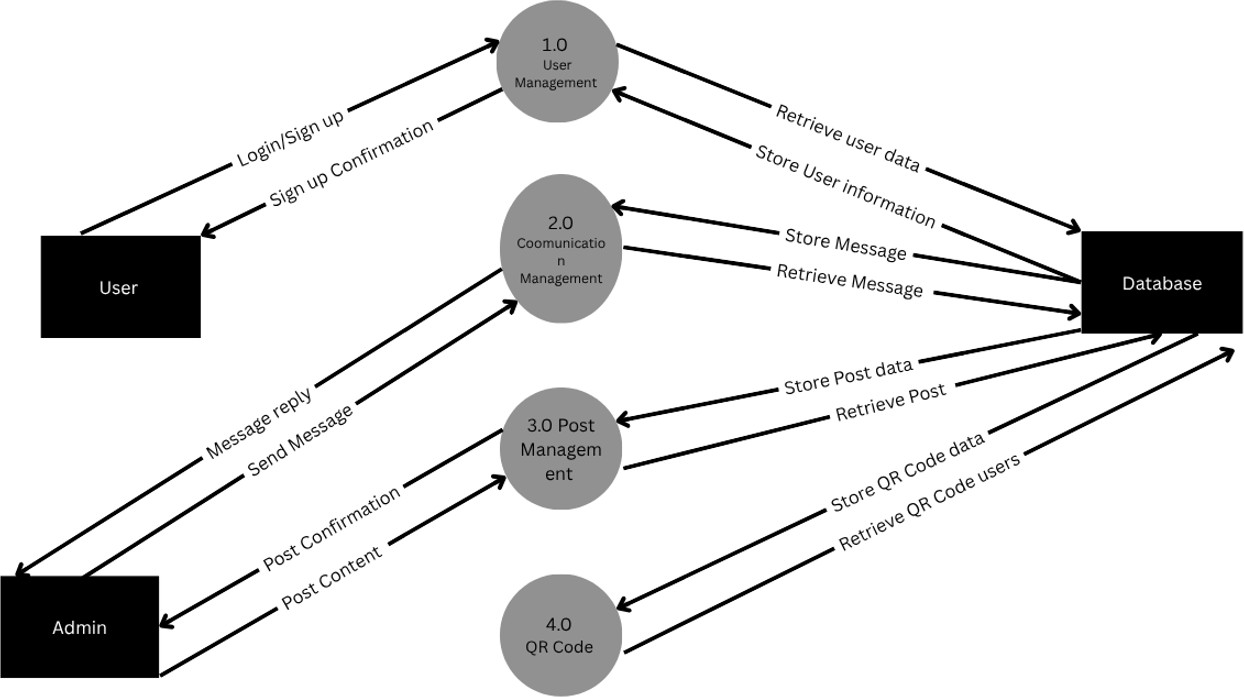 1.0
User
Management
Login/Sign up
Sign up Confirmation
Retrieve user data
Store User information
User
2.0
Coomunicatio
n
Management
Store Message
Retrieve Message
Database
Message reply
Send Message
Store Post data
Retrieve Post
3.0 Post
Managem
ent
Post Confirmation
Post Content
Store QR Code data
Retrieve QR Code users
Admin
4.0
QR Code